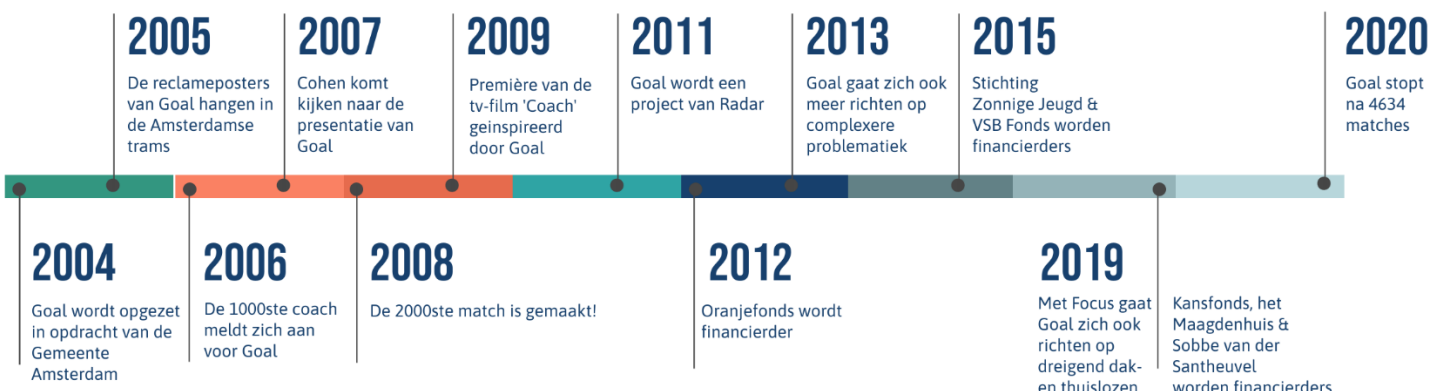 2005
De reclameposters
van Goal hangen in
de Amsterdamse
trams
2007
Cohen komt
kijken naar de
presentatie van
Goal
2009
Première van de
tv-film 'Coach'
geinspireerd
door Goal
2011
Goal wordt een
project van Radar
2013
Goal gaat zich ook
meer richten op
complexere
problematiek
2015
Stichting
Zonnige Jeugd &
VSB Fonds worden
financierders
2020
Goal stopt
na 4634
matches
2004
Goal wordt opgezet
in opdracht van de
Gemeente
Amsterdam
2006
De 1000ste coach
meldt zich aan
voor Goal
2008
De 2000ste match is gemaakt!
2012
Oranjefonds wordt
financierder
2019
Met Focus gaat
Goal zich ook
richten op
dreigend dak-
en thuislozen
Kansfonds, het
Maagdenhuis &
Sobbe van der
Santheuvel
worden financierders